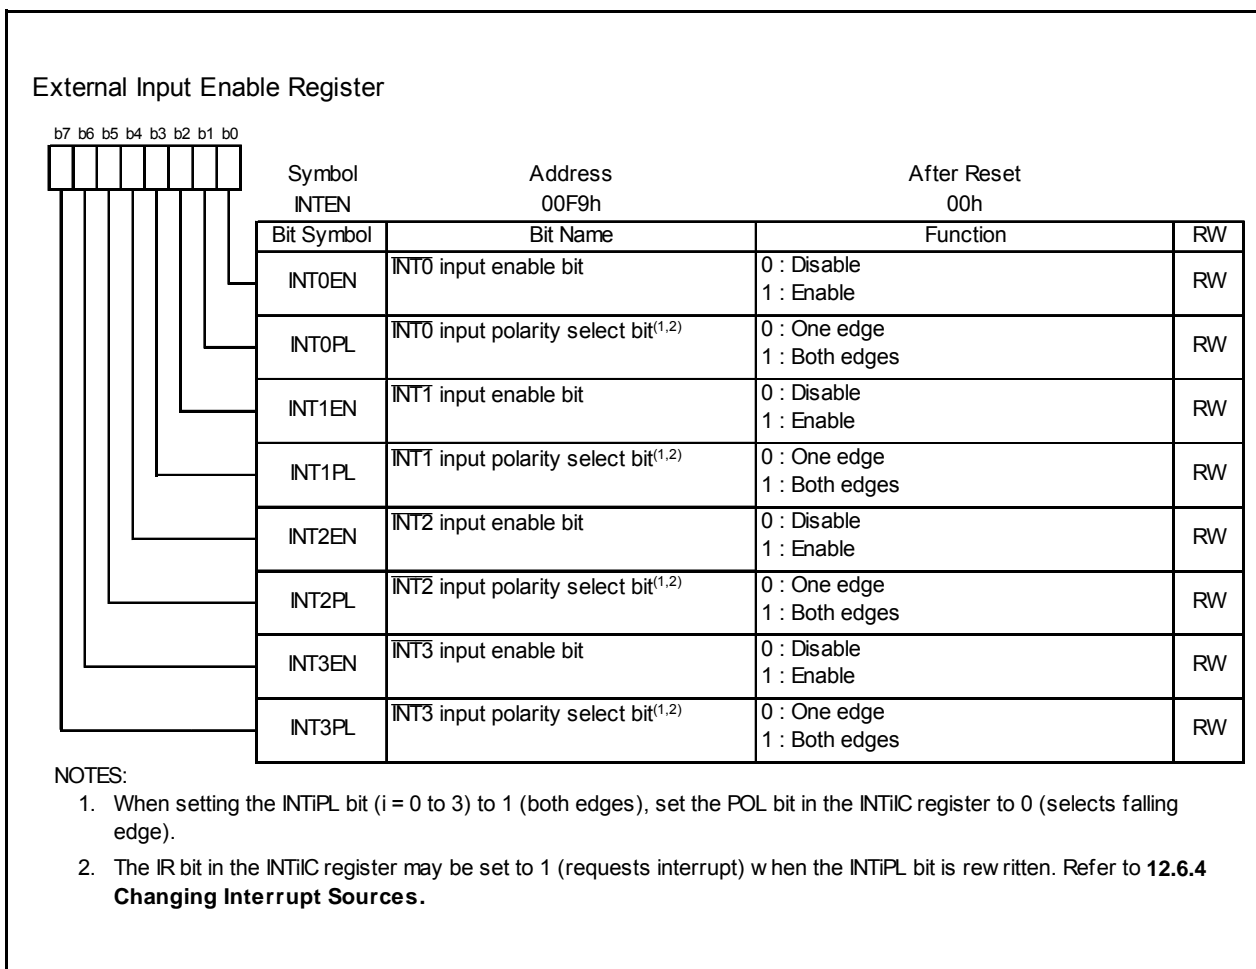 External Input Enable Register
b7 b6 b5 b4 b3 b2 b1 b0
Symbol Address After Reset
INTEN 00F9h 00h
Bit Symbol Bit Name Function RW
INT0EN INT0 input enable bit 0 : Disable RW
1 : Enable
INT0PL INT0 input polarity select bit(1,2) 0 : One edge RW
1 : Both edges
INT1EN INT1 input enable bit 0 : Disable RW
1 : Enable
INT1PL INT1 input polarity select bit(1,2) 0 : One edge RW
1 : Both edges
INT2EN INT2 input enable bit 0 : Disable RW
1 : Enable
INT2PL INT2 input polarity select bit(1,2) 0 : One edge RW
1 : Both edges
INT3EN INT3 input enable bit 0 : Disable RW
1 : Enable
INT3PL INT3 input polarity select bit(1,2) 0 : One edge RW
1 : Both edges
NOTES:
1. When setting the INTiPL bit (i = 0 to 3) to 1 (both edges), set the POL bit in the INTiIC register to 0 (selects falling
edge).
2. The IR bit in the INTiIC register may be set to 1 (requests interrupt) when the INTiPL bit is rewritten. Refer to 12.6.4
Changing Interrupt Sources.